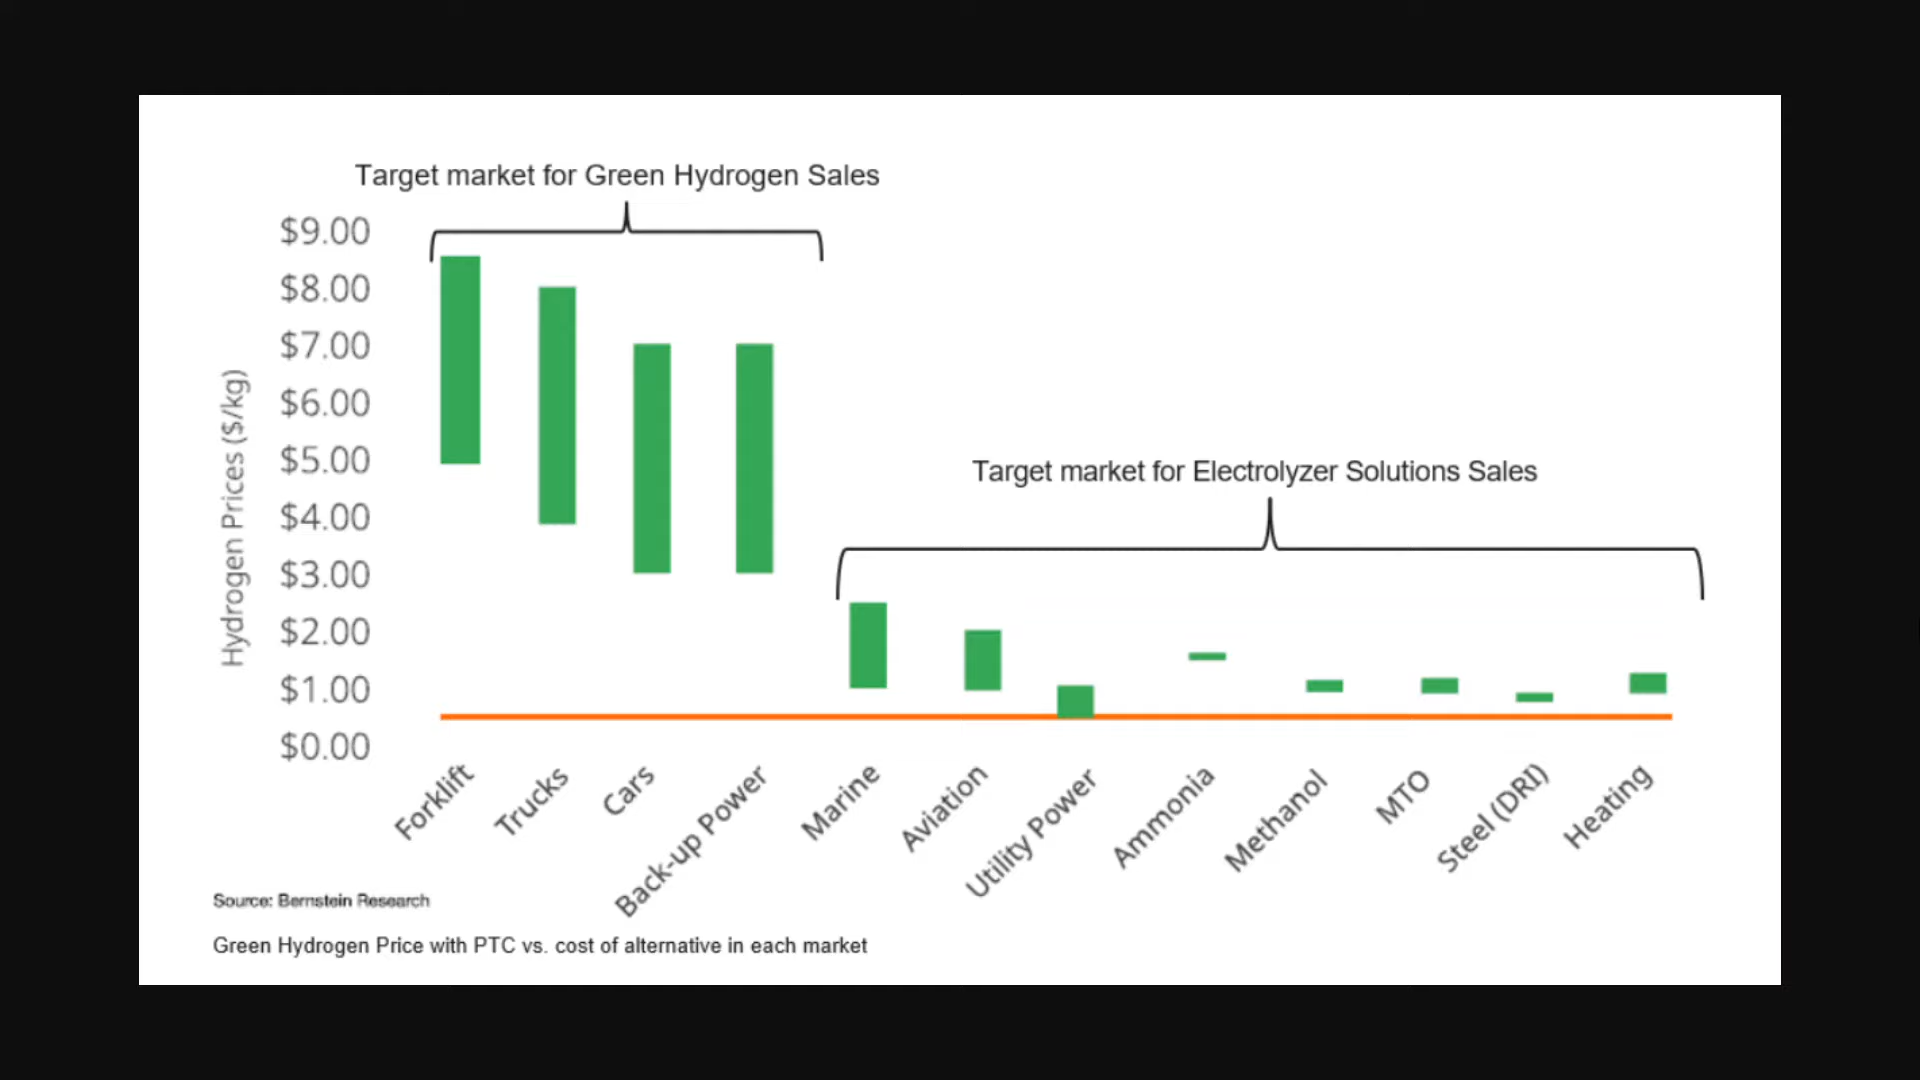 Target market for Green Hydrogen Sales
$9.00
$8.00
$7.00
$6.00
$5.00
$4.00
$3.00
$2.00
$1.00
$0.00
Hydrogen Prices ($/kg)
Target market for Electrolyzer Solutions Sales
Forklift
Trucks
Cars
Back-up Power
Marine
Aviation
Utility Power
Ammonia
Methanol
MTO
Steel (DRI)
Heating
Source: Bernstein Research
Green Hydrogen Price with PTC vs. cost of alternative in each market